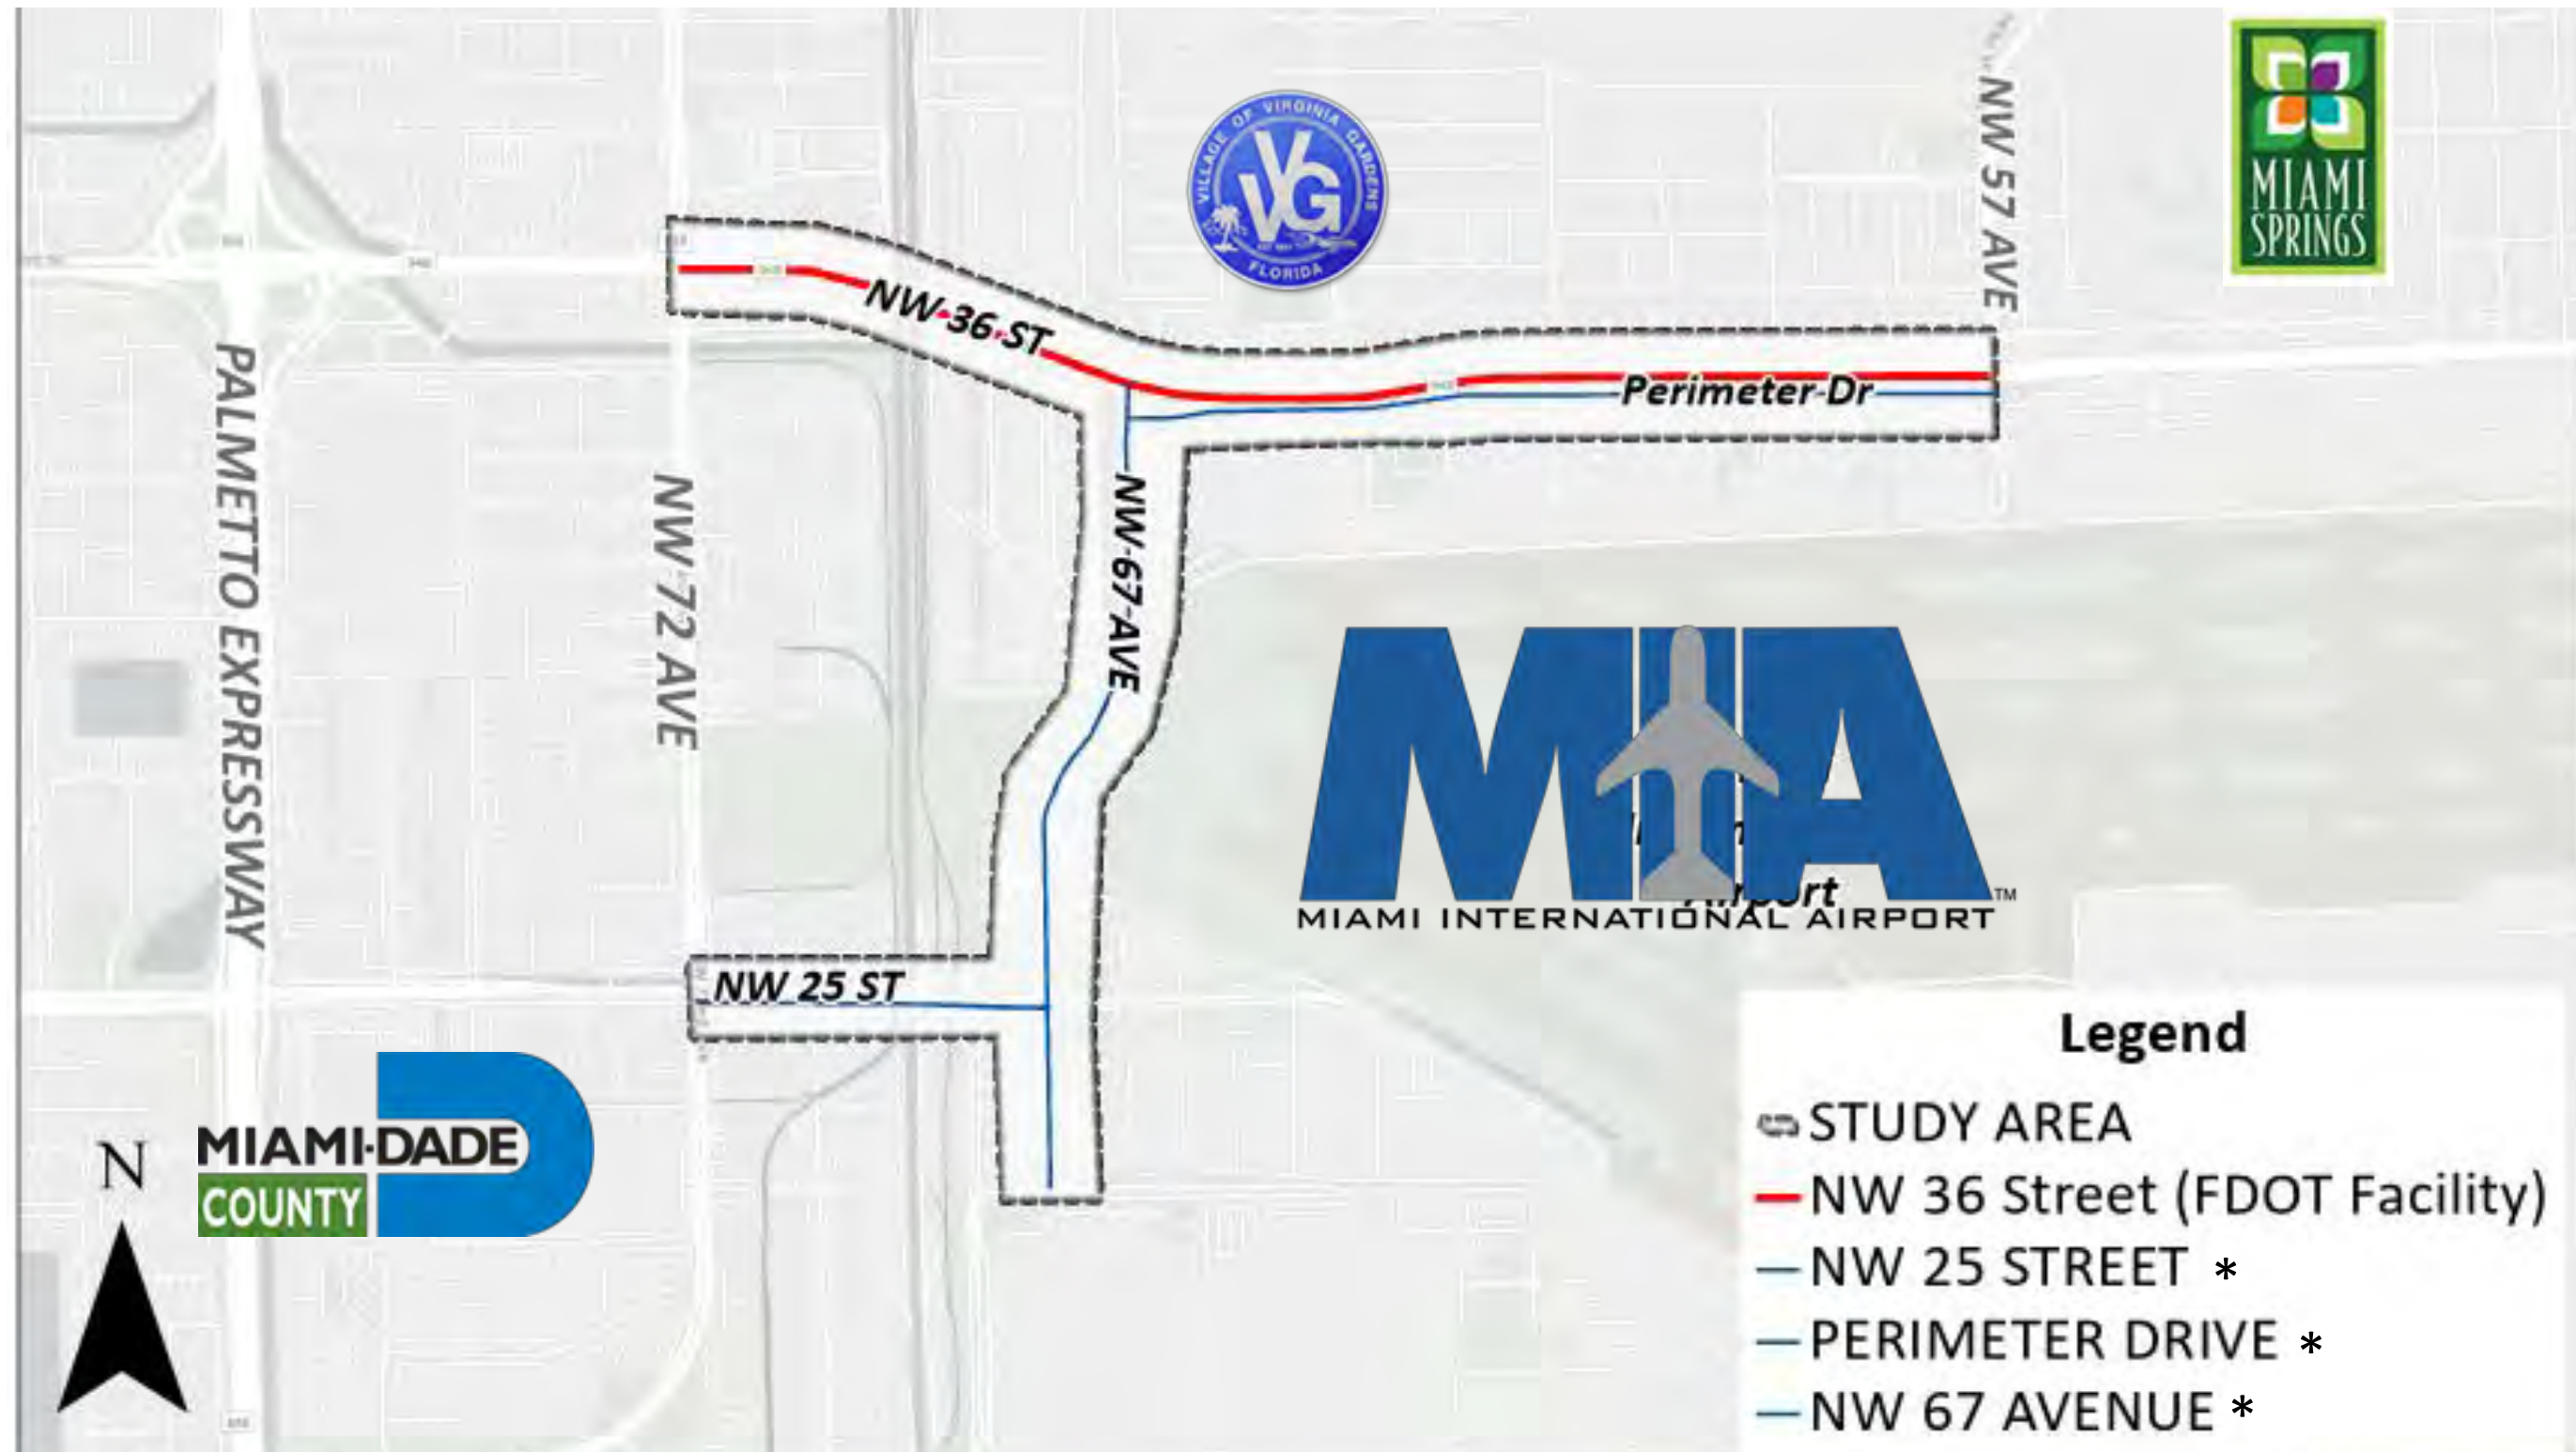 VILLAGE OF VIRGINIA GARDENS
VG
FLORIDA
NW 57 AVE
MIAMI
SPRINGS
NW 36 ST
Perimeter Dr
PALMETTO EXPRESSWAY
NW 72 AVE
NW 67 AVE
MIA
Airport
MIAMI INTERNATIONAL AIRPORT™
NW 25 ST
N
MIAMI-DADE
COUNTY
Legend
STUDY AREA
NW 36 Street (FDOT Facility)
NW 25 STREET *
PERIMETER DRIVE *
NW 67 AVENUE *